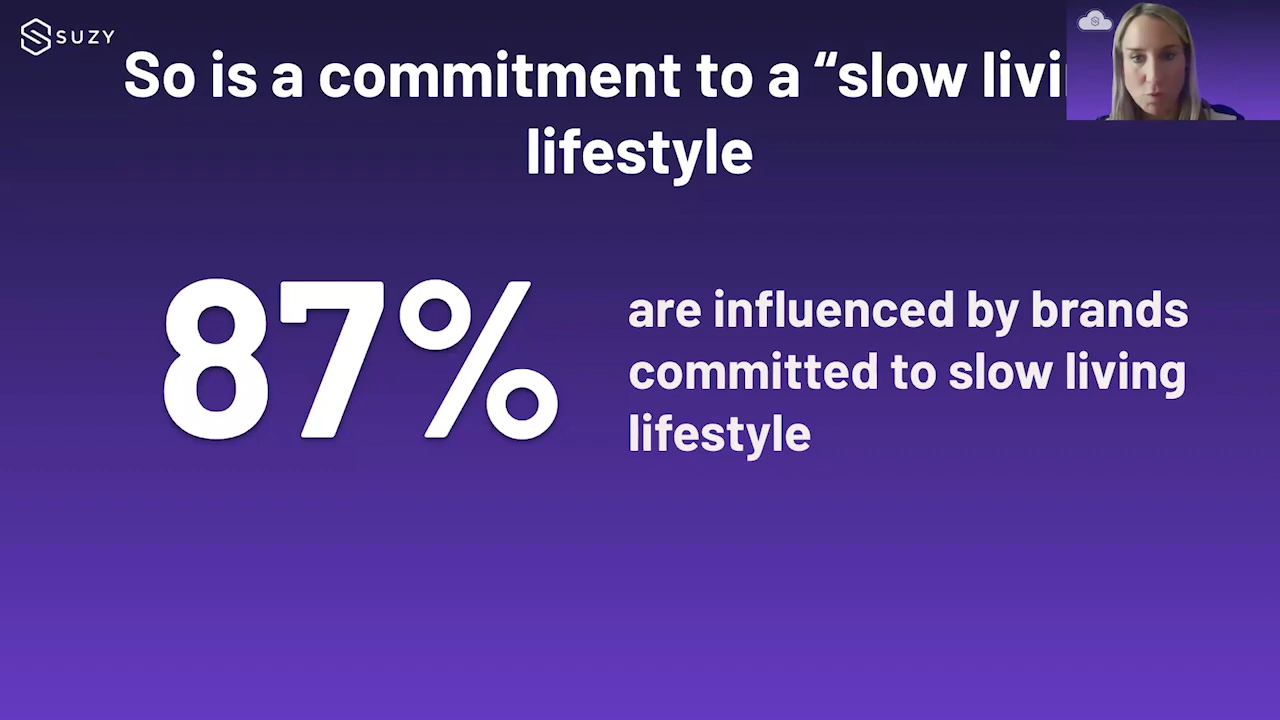 SUZY
So is a commitment to a “slow livi
lifestyle
87%
are influenced by brands
committed to slow living
lifestyle